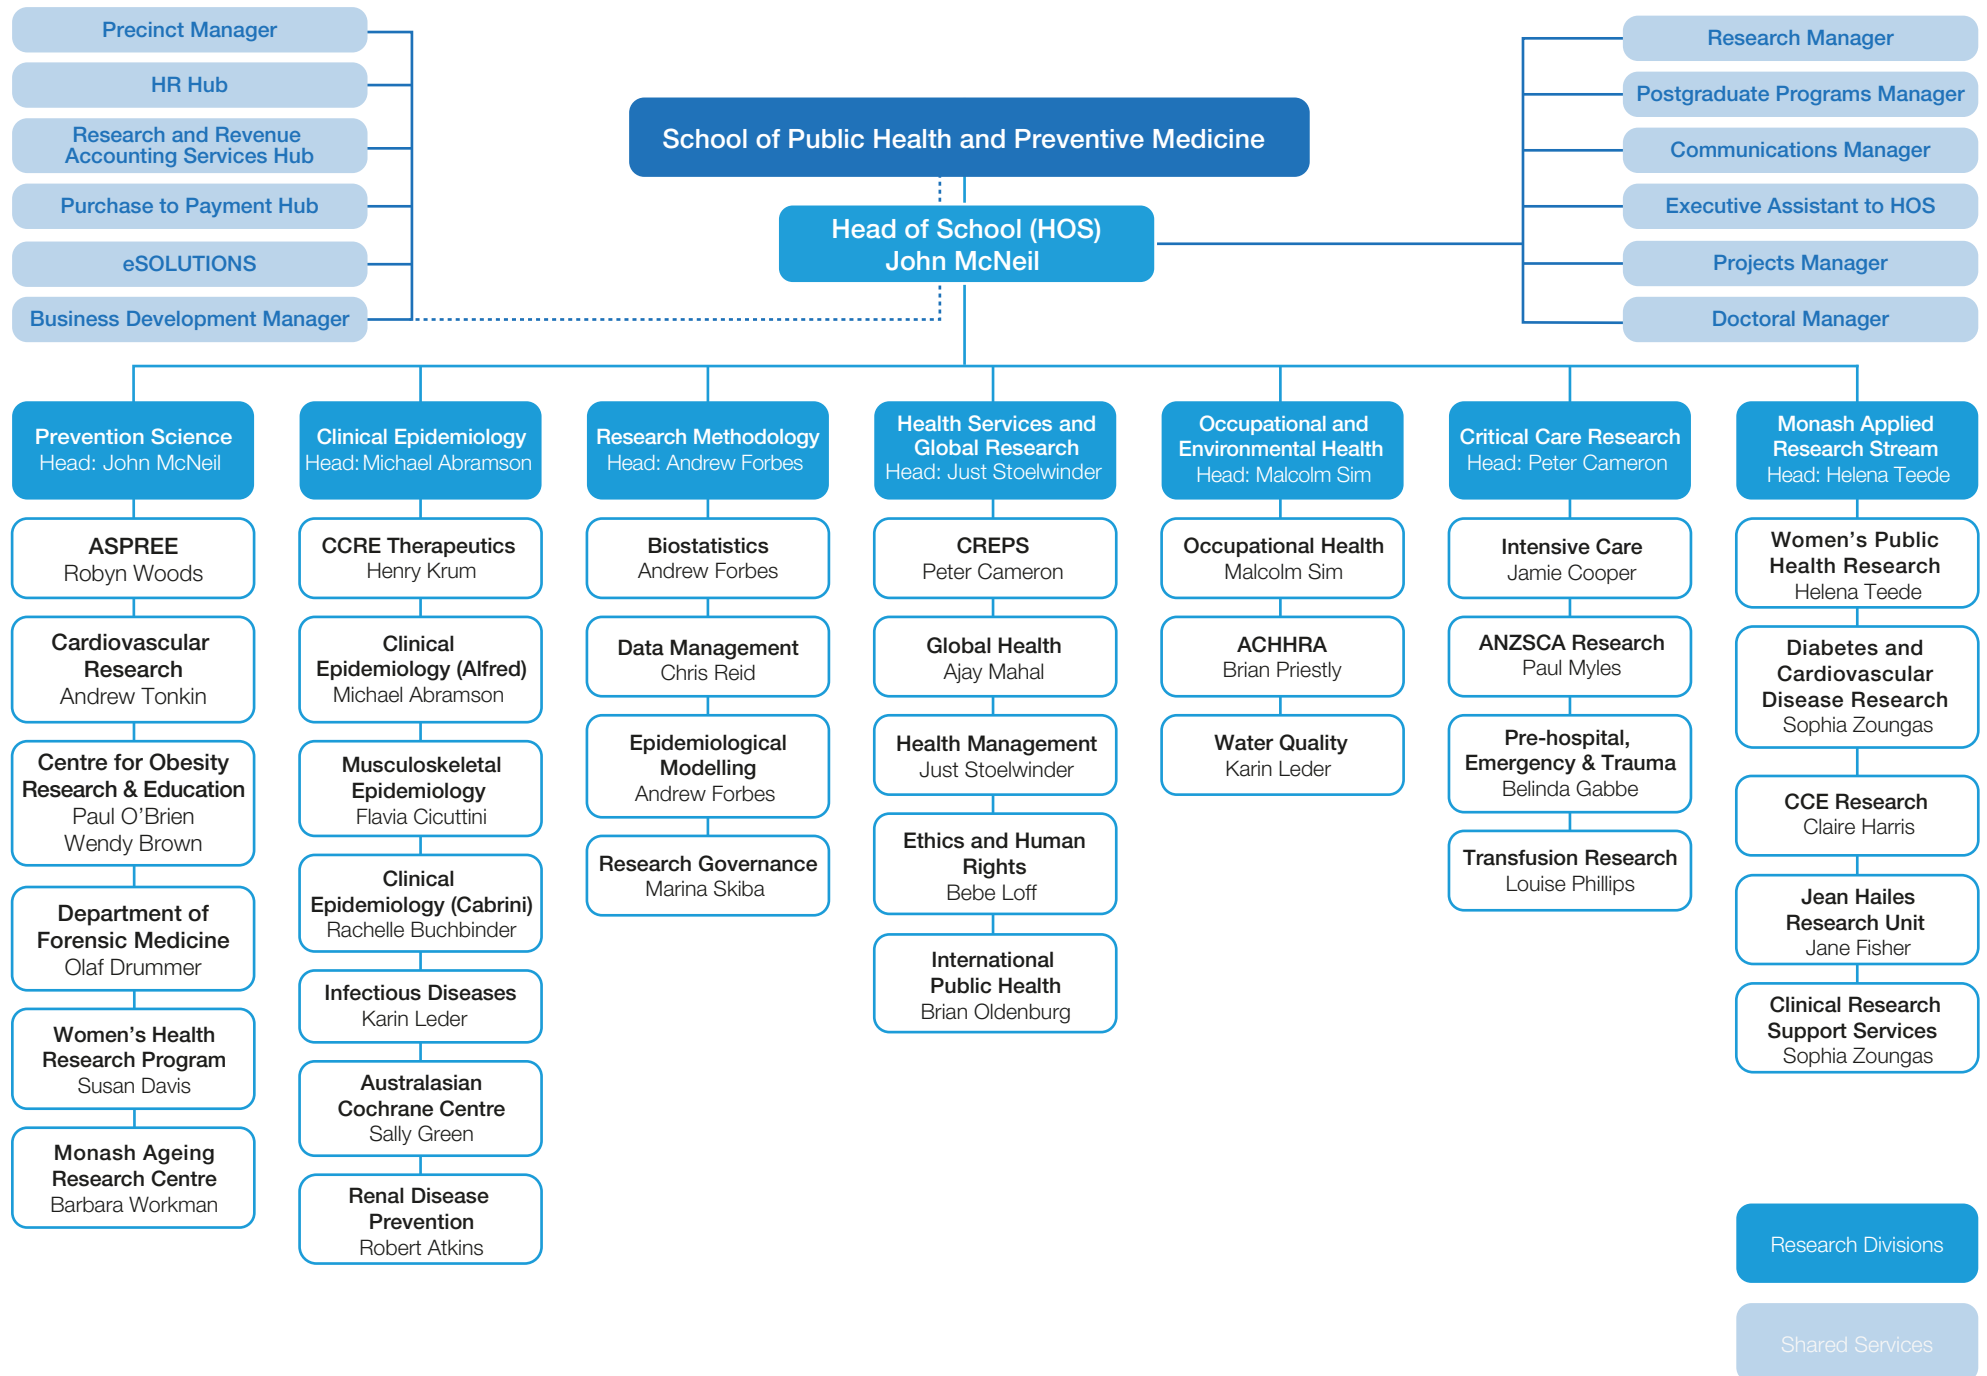 Precinct Manager
HR Hub
Research and Revenue
Accounting Services Hub
Purchase to Payment Hub
eSOLUTIONS
Business Development Manager
School of Public Health and Preventive Medicine
Head of School (HOS)
John McNeil
Research Manager
Postgraduate Programs Manager
Communications Manager
Executive Assistant to HOS
Projects Manager
Doctoral Manager
Prevention Science
Head: John McNeil
ASPREE
Robyn Woods
Cardiovascular
Research
Andrew Tonkin
Centre for Obesity
Research & Education
Paul O’Brien
Wendy Brown
Department of
Forensic Medicine
Olaf Drummer
Women’s Health
Research Program
Susan Davis
Monash Ageing
Research Centre
Barbara Workman
Clinical Epidemiology
Head: Michael Abramson
CCRE Therapeutics
Henry Krum
Clinical
Epidemiology (Alfred)
Michael Abramson
Musculoskeletal
Epidemiology
Flavia Cicuttini
Clinical
Epidemiology (Cabrini)
Rachelle Buchbinder
Infectious Diseases
Karin Leder
Australasian
Cochrane Centre
Sally Green
Renal Disease
Prevention
Robert Atkins
Research Methodology
Head: Andrew Forbes
Biostatistics
Andrew Forbes
Data Management
Chris Reid
Epidemiological
Modelling
Andrew Forbes
Research Governance
Marina Skiba
Health Services and
Global Research
Head: Just Stoelwinder
CREPS
Peter Cameron
Global Health
Ajay Mahal
Health Management
Just Stoelwinder
Ethics and Human
Rights
Bebe Loff
International
Public Health
Brian Oldenburg
Occupational and
Environmental Health
Head: Malcolm Sim
Occupational Health
Malcolm Sim
ACHHRA
Brian Priestly
Water Quality
Karin Leder
Critical Care Research
Head: Peter Cameron
Intensive Care
Jamie Cooper
ANZSCA Research
Paul Myles
Pre-hospital,
Emergency & Trauma
Belinda Gabbe
Transfusion Research
Louise Phillips
Monash Applied
Research Stream
Head: Helena Teede
Women’s Public
Health Research
Helena Teede
Diabetes and
Cardiovascular
Disease Research
Sophia Zoungas
CCE Research
Claire Harris
Jean Hailes
Research Unit
Jane Fisher
Clinical Research
Support Services
Sophia Zoungas
Research Divisions
Shared Services